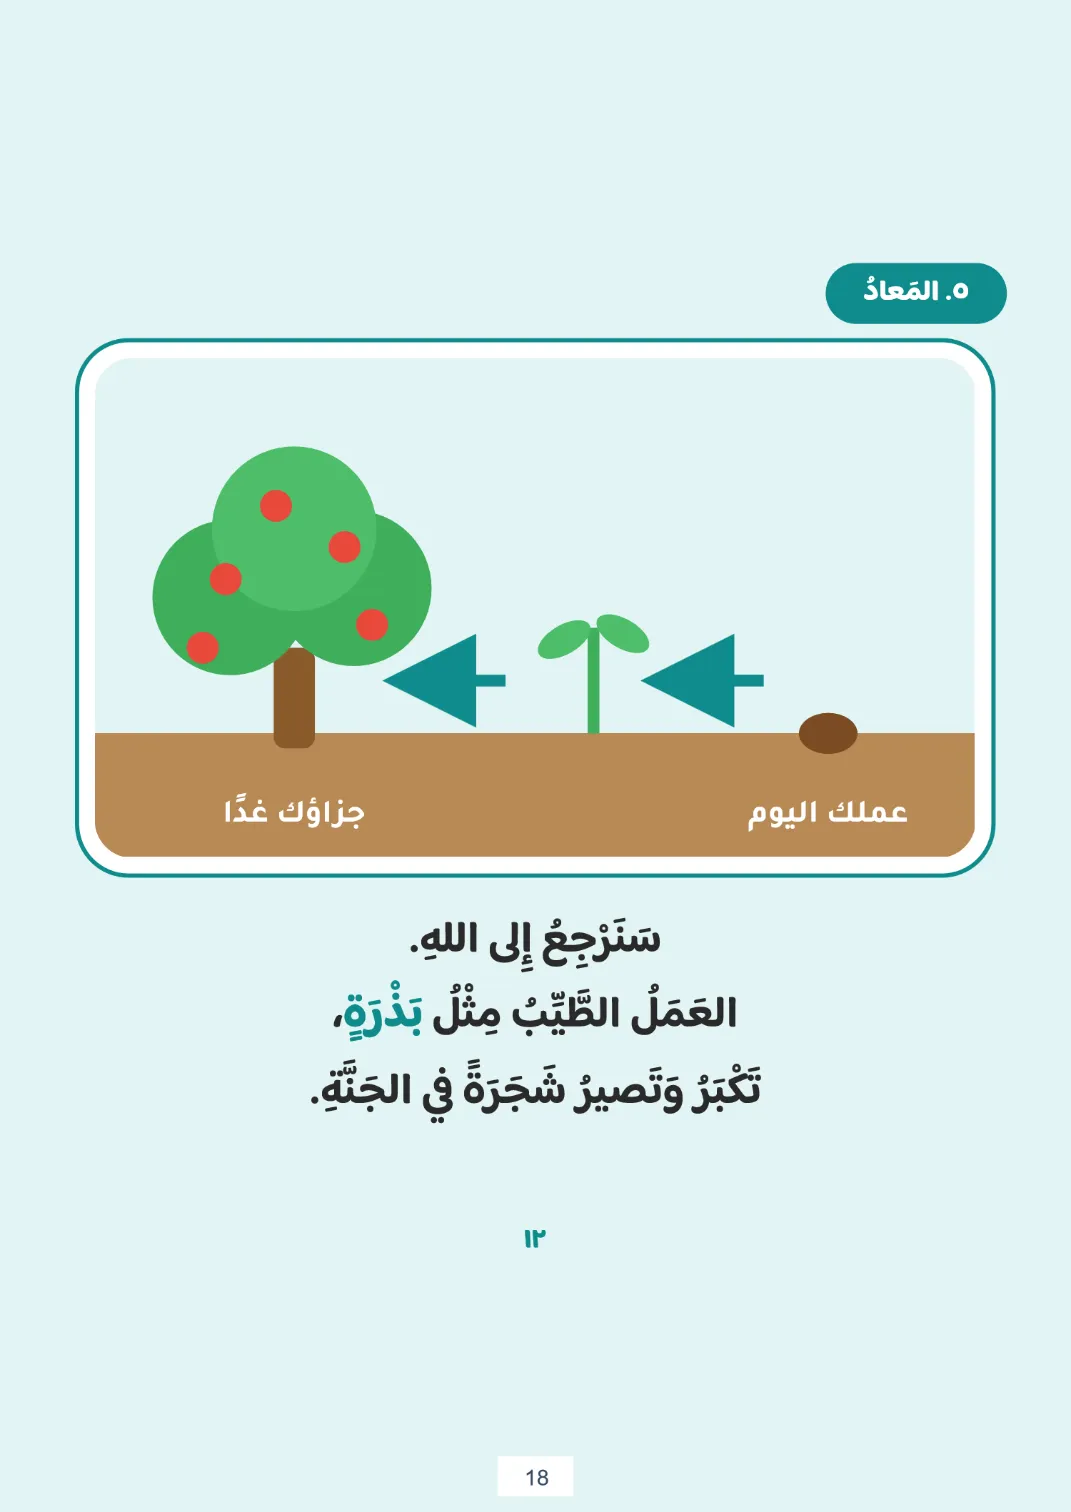 ٥. المَعادُ
عملك اليوم
جزاؤك غدًا
سَنَرْجِعُ إِلى اللهِ.
العَمَلُ الطَّيِّبُ مِثْلُ بَذْرَةٍ،
تَكْبَرُ وَتَصيرُ شَجَرَةً في الجَنَّةِ.
١٢
18